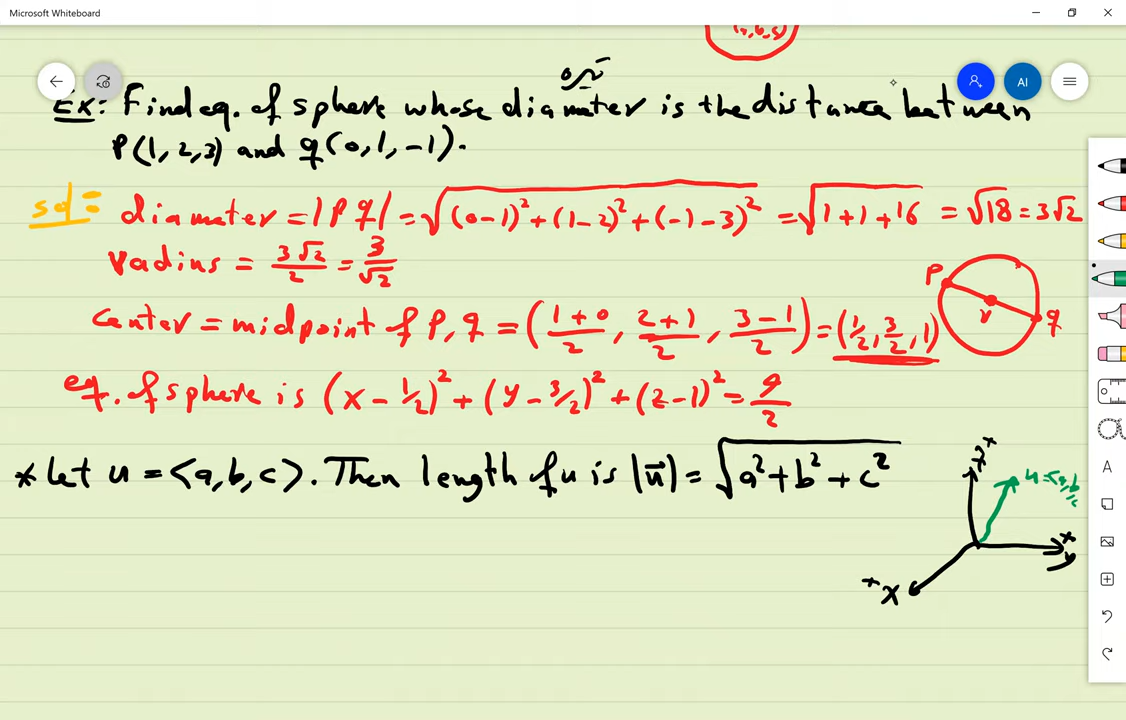 Microsoft Whiteboard
AI
Ex: Find eq. of sphere whose diameter is the distance between
P(1, 2, 3) and q(0, 1, -1).
sol= diameter = |Pq| = √((0-1)²+(1-2)²+(-1-3)²) = √(1+1+16) = √18 = 3√2
radius = 3√2/2 = 3/√2
P
r
q
center = midpoint of P, q = (1+0/2, 2+1/2, 3-1/2) = (1/2, 3/2, 1)
eq. of sphere is (x - 1/2)² + (y - 3/2)² + (z-1)² = 9/2
* Let u = <a, b, c>. Then length of u is |u⃗| = √(a²+b²+c²)
z+
u=<a,b,c
+
y
+x
A